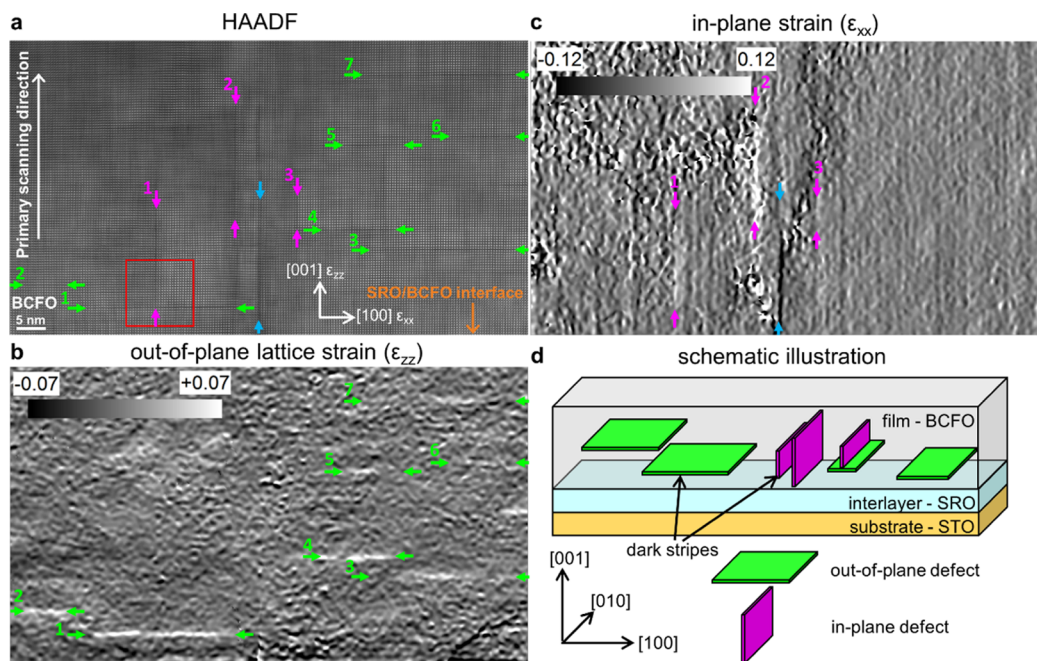 a
HAADF
Primary scanning direction
1
2
3
7
5
6
4
3
2
1
BCFO
5 nm
[001] εzz
[100] εxx
SRO/BCFO interface
b
out-of-plane lattice strain (εzz)
-0.07
+0.07
7
6
5
4
3
2
1
c
in-plane strain (εxx)
-0.12
0.12
2
1
3
d
schematic illustration
film - BCFO
interlayer - SRO
substrate - STO
dark stripes
[001]
[010]
[100]
out-of-plane defect
in-plane defect